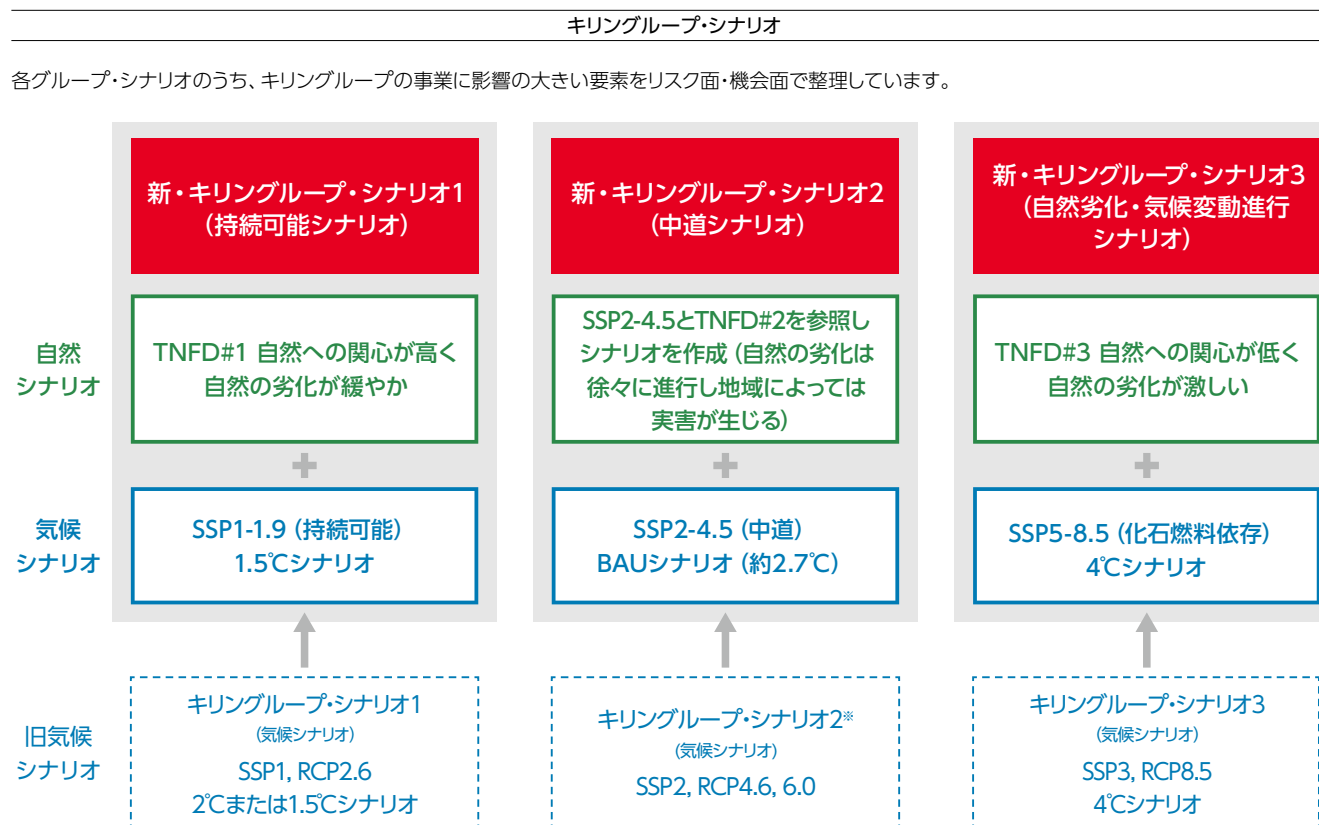 キリングループ・シナリオ
各グループ・シナリオのうち、キリングループの事業に影響の大きい要素をリスク面・機会面で整理しています。
新・キリングループ・シナリオ1
（持続可能シナリオ）
新・キリングループ・シナリオ2
（中道シナリオ）
新・キリングループ・シナリオ3
（自然劣化・気候変動進行
シナリオ）
自然
シナリオ
TNFD#1 自然への関心が高く
自然の劣化が緩やか
SSP2-4.5とTNFD#2を参照し
シナリオを作成（自然の劣化は
徐々に進行し地域によっては
実害が生じる）
TNFD#3 自然への関心が低く
自然の劣化が激しい
気候
シナリオ
SSP1-1.9（持続可能）
1.5℃シナリオ
SSP2-4.5（中道）
BAUシナリオ（約2.7℃）
SSP5-8.5（化石燃料依存）
4℃シナリオ
旧気候
シナリオ
キリングループ・シナリオ1
（気候シナリオ）
SSP1, RCP2.6
2℃または1.5℃シナリオ
キリングループ・シナリオ2※
（気候シナリオ）
SSP2, RCP4.6, 6.0
キリングループ・シナリオ3
（気候シナリオ）
SSP3, RCP8.5
4℃シナリオ